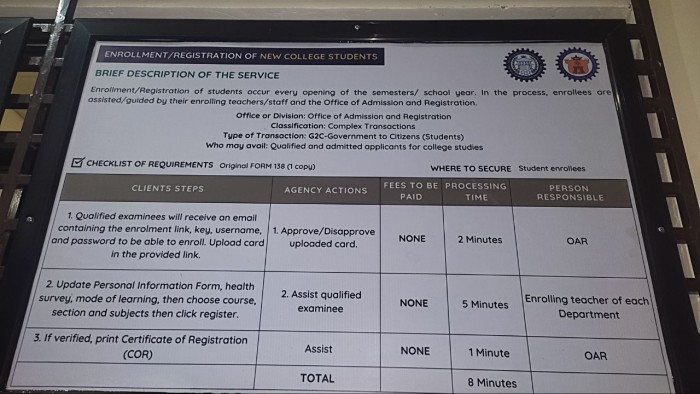 ENROLLMENT/REGISTRATION OF NEW COLLEGE STUDENTS
BRIEF DESCRIPTION OF THE SERVICE
Enrollment/Registration of students occur every opening of the semesters/ school year. In the process, enrollees are
assisted/guided by their enrolling teachers/staff and the Office of Admission and Registration.
Office or Division: Office of Admission and Registration
Classification: Complex Transactions
Type of Transaction: G2C-Government to Citizens (Students)
Who may avail: Qualified and admitted applicants for college studies
CHECKLIST OF REQUIREMENTS Original FORM 138 (1 copy)
WHERE TO SECURE Student enrollees
CLIENTS STEPS
AGENCY ACTIONS
FEES TO BE
PAID
PROCESSING
TIME
PERSON
RESPONSIBLE
1. Qualified examinees will receive an email
containing the enrolment link, key, username,
and password to be able to enroll. Upload card
in the provided link.
1. Approve/Disapprove
uploaded card.
NONE
2 Minutes
OAR
2. Update Personal Information Form, health
survey, mode of learning, then choose course,
section and subjects then click register.
2. Assist qualified
examinee
NONE
5 Minutes
Enrolling teacher of each
Department
3. If verified, print Certificate of Registration
(COR)
Assist
NONE
1 Minute
OAR
TOTAL
8 Minutes